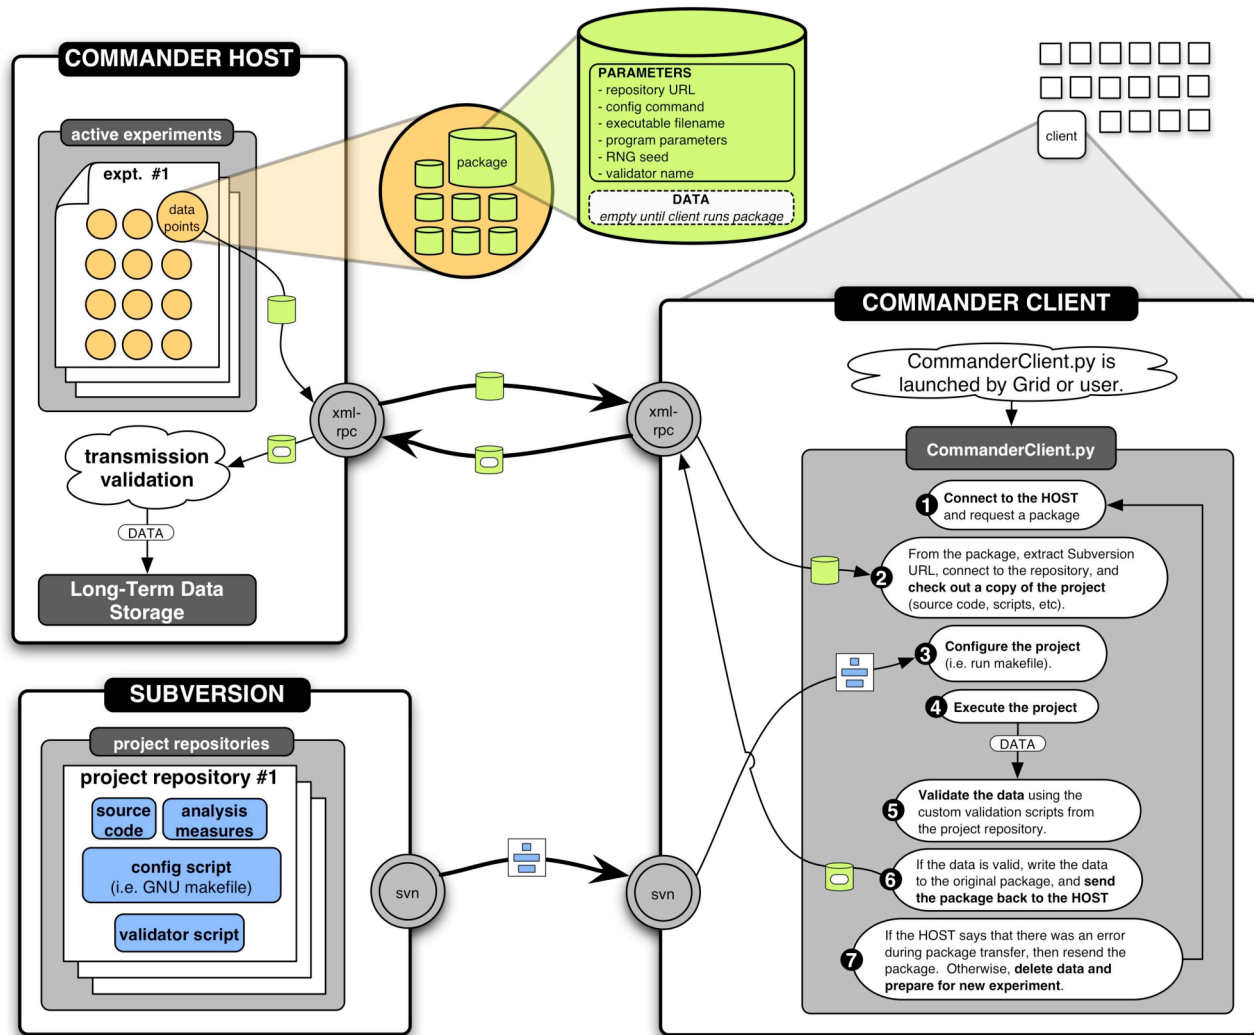 COMMANDER HOST
active experiments
expt. #1
data
points
xml-
rpc
transmission
validation
DATA
Long-Term Data
Storage
package
PARAMETERS
- repository URL
- config command
- executable filename
- program parameters
- RNG seed
- validator name
DATA
empty until client runs package
client
SUBVERSION
project repositories
project repository #1
source
code
analysis
measures
config script
(i.e. GNU makefile)
validator script
svn
COMMANDER CLIENT
xml-
rpc
svn
CommanderClient.py is
launched by Grid or user.
CommanderClient.py
1 Connect to the HOST
and request a package
From the package, extract Subversion
2 URL, connect to the repository, and
check out a copy of the project
(source code, scripts, etc).
3 Configure the project
(i.e. run makefile).
4 Execute the project
DATA
Validate the data using the
5 custom validation scripts from
the project repository.
If the data is valid, write the data
6 to the original package, and send
the package back to the HOST
If the HOST says that there was an error
during package transfer, then resend the
7 package. Otherwise, delete data and
prepare for new experiment.